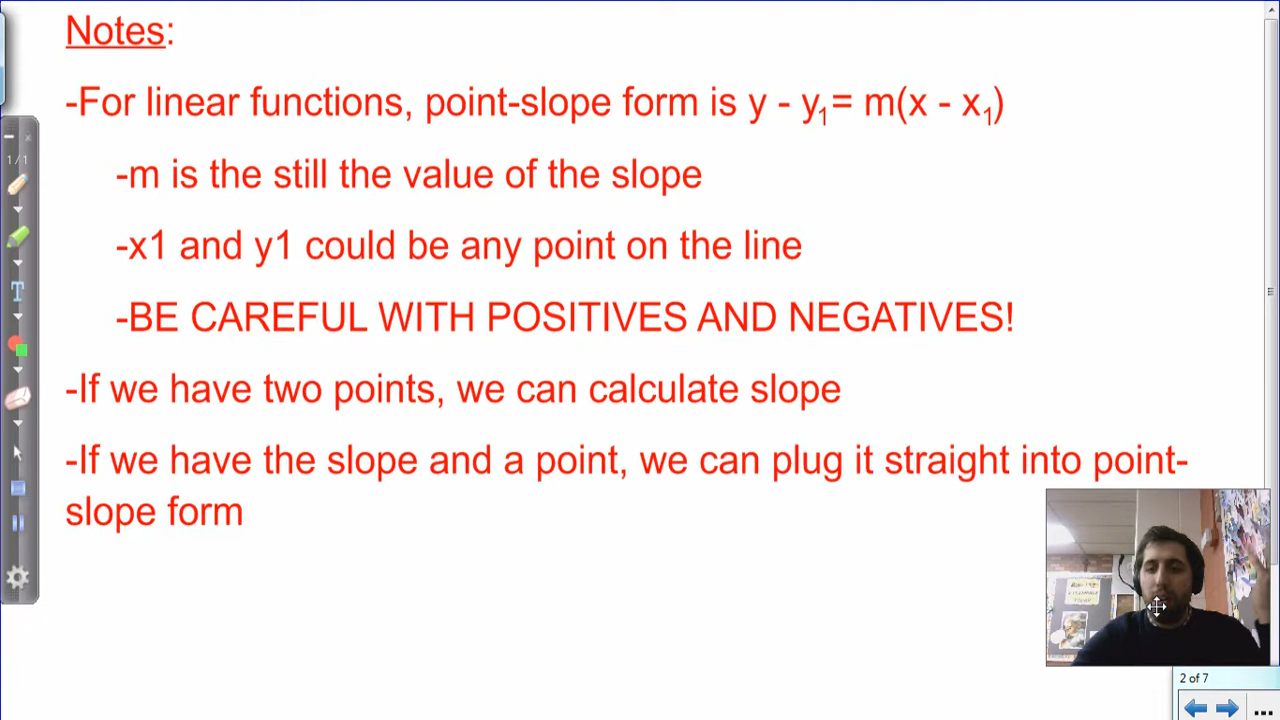 Notes:
-For linear functions, point-slope form is y - y₁= m(x - x₁)
-m is the still the value of the slope
-x1 and y1 could be any point on the line
-BE CAREFUL WITH POSITIVES AND NEGATIVES!
-If we have two points, we can calculate slope
-If we have the slope and a point, we can plug it straight into point-
slope form
1/1
T
2 of 7
...